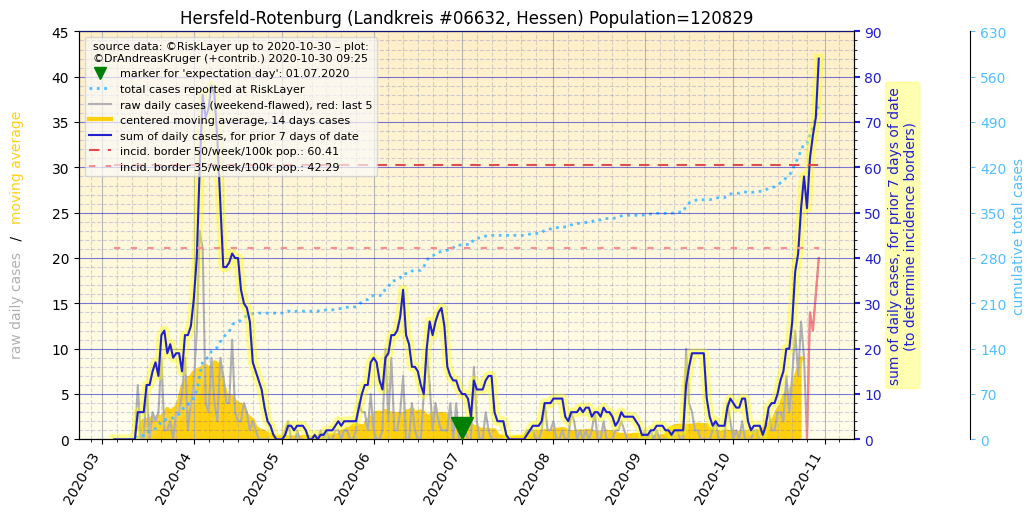 Hersfeld-Rotenburg (Landkreis #06632, Hessen) Population=120829
source data: ©RiskLayer up to 2020-10-30 – plot:
©DrAndreasKruger (+contrib.) 2020-10-30 09:25
marker for 'expectation day': 01.07.2020
total cases reported at RiskLayer
raw daily cases (weekend-flawed), red: last 5
centered moving average, 14 days cases
sum of daily cases, for prior 7 days of date
incid. border 50/week/100k pop.: 60.41
incid. border 35/week/100k pop.: 42.29
raw daily cases / moving average
45
40
35
30
25
20
15
10
5
0
2020-03
2020-04
2020-05
2020-06
2020-07
2020-08
2020-09
2020-10
2020-11
90
80
70
60
50
40
30
20
10
0
sum of daily cases, for prior 7 days of date
(to determine incidence borders)
630
560
490
420
350
280
210
140
70
0
cumulative total cases